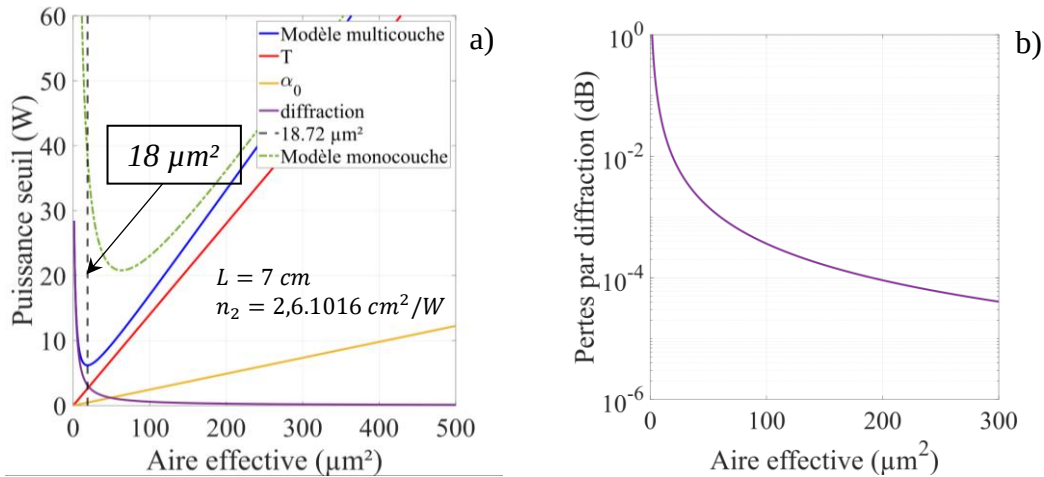 a)
Puissance seuil (W)
60
50
40
30
20
10
0
Modèle multicouche
T
α₀
diffraction
18.72 µm²
Modèle monocouche
18 µm²
L = 7 cm
n₂ = 2,6.1016 cm²/W
0 100 200 300 400 500
Aire effective (µm²)
b)
Pertes par diffraction (dB)
10⁰
10⁻²
10⁻⁴
10⁻⁶
0 100 200 300
Aire effective (µm²)